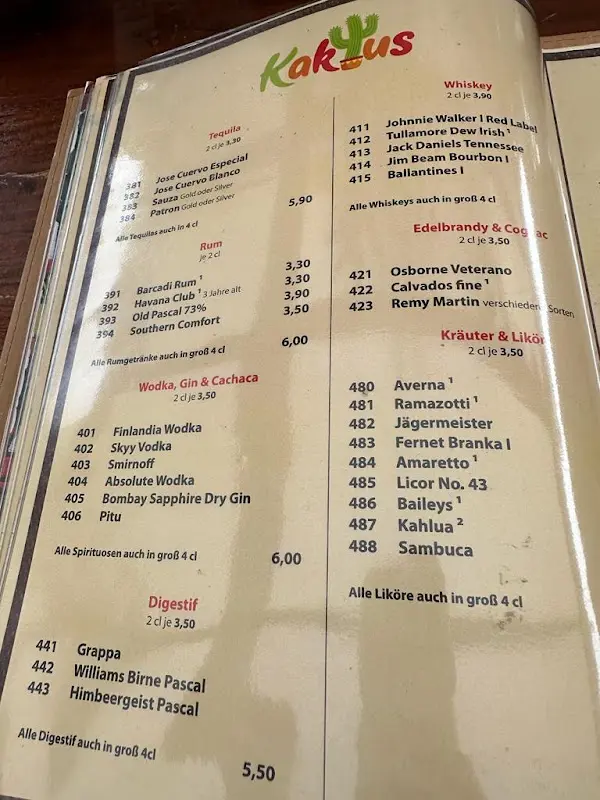 Kaktus
Tequila
2 cl je 3,30
381 Jose Cuervo Especial
382 Jose Cuervo Blanco
383 Sauza Gold oder Silver
384 Patron Gold oder Silver
5,90
Alle Tequilas auch in 4 cl
Rum
je 2 cl
391 Barcadi Rum ¹ 3,30
392 Havana Club ¹ 3 Jahre alt 3,30
393 Old Pascal 73% 3,90
394 Southern Comfort 3,50
Alle Rumgetränke auch in groß 4 cl 6,00
Wodka, Gin & Cachaca
2 cl je 3,50
401 Finlandia Wodka
402 Skyy Vodka
403 Smirnoff
404 Absolute Wodka
405 Bombay Sapphire Dry Gin
406 Pitu
Alle Spirituosen auch in groß 4 cl 6,00
Digestif
2 cl je 3,50
441 Grappa
442 Williams Birne Pascal
443 Himbeergeist Pascal
Alle Digestif auch in groß 4cl 5,50
Whiskey
2 cl je 3,90
411 Johnnie Walker I Red Label
412 Tullamore Dew Irish ¹
413 Jack Daniels Tennessee
414 Jim Beam Bourbon I
415 Ballantines I
Alle Whiskeys auch in groß 4 cl
Edelbrandy & Cognac
2 cl je 3,50
421 Osborne Veterano
422 Calvados fine ¹
423 Remy Martin verschiedene Sorten
Kräuter & Likör
2 cl je 3,50
480 Averna ¹
481 Ramazotti ¹
482 Jägermeister
483 Fernet Branka I
484 Amaretto ¹
485 Licor No. 43
486 Baileys ¹
487 Kahlua ²
488 Sambuca
Alle Liköre auch in groß 4 cl